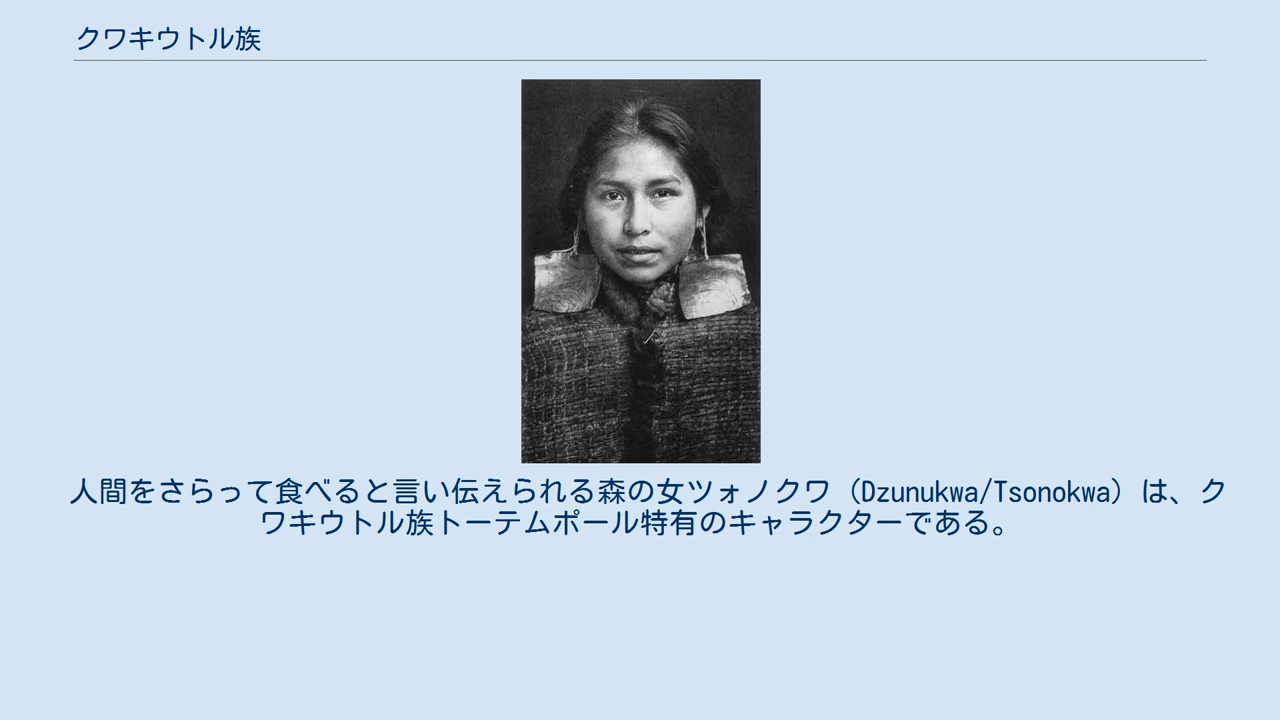 クワキウトル族
人間をさらって食べると言い伝えられる森の女ツォノクワ（Dzunukwa/Tsonokwa）は、ク
ワキウトル族トーテムポール特有のキャラクターである。